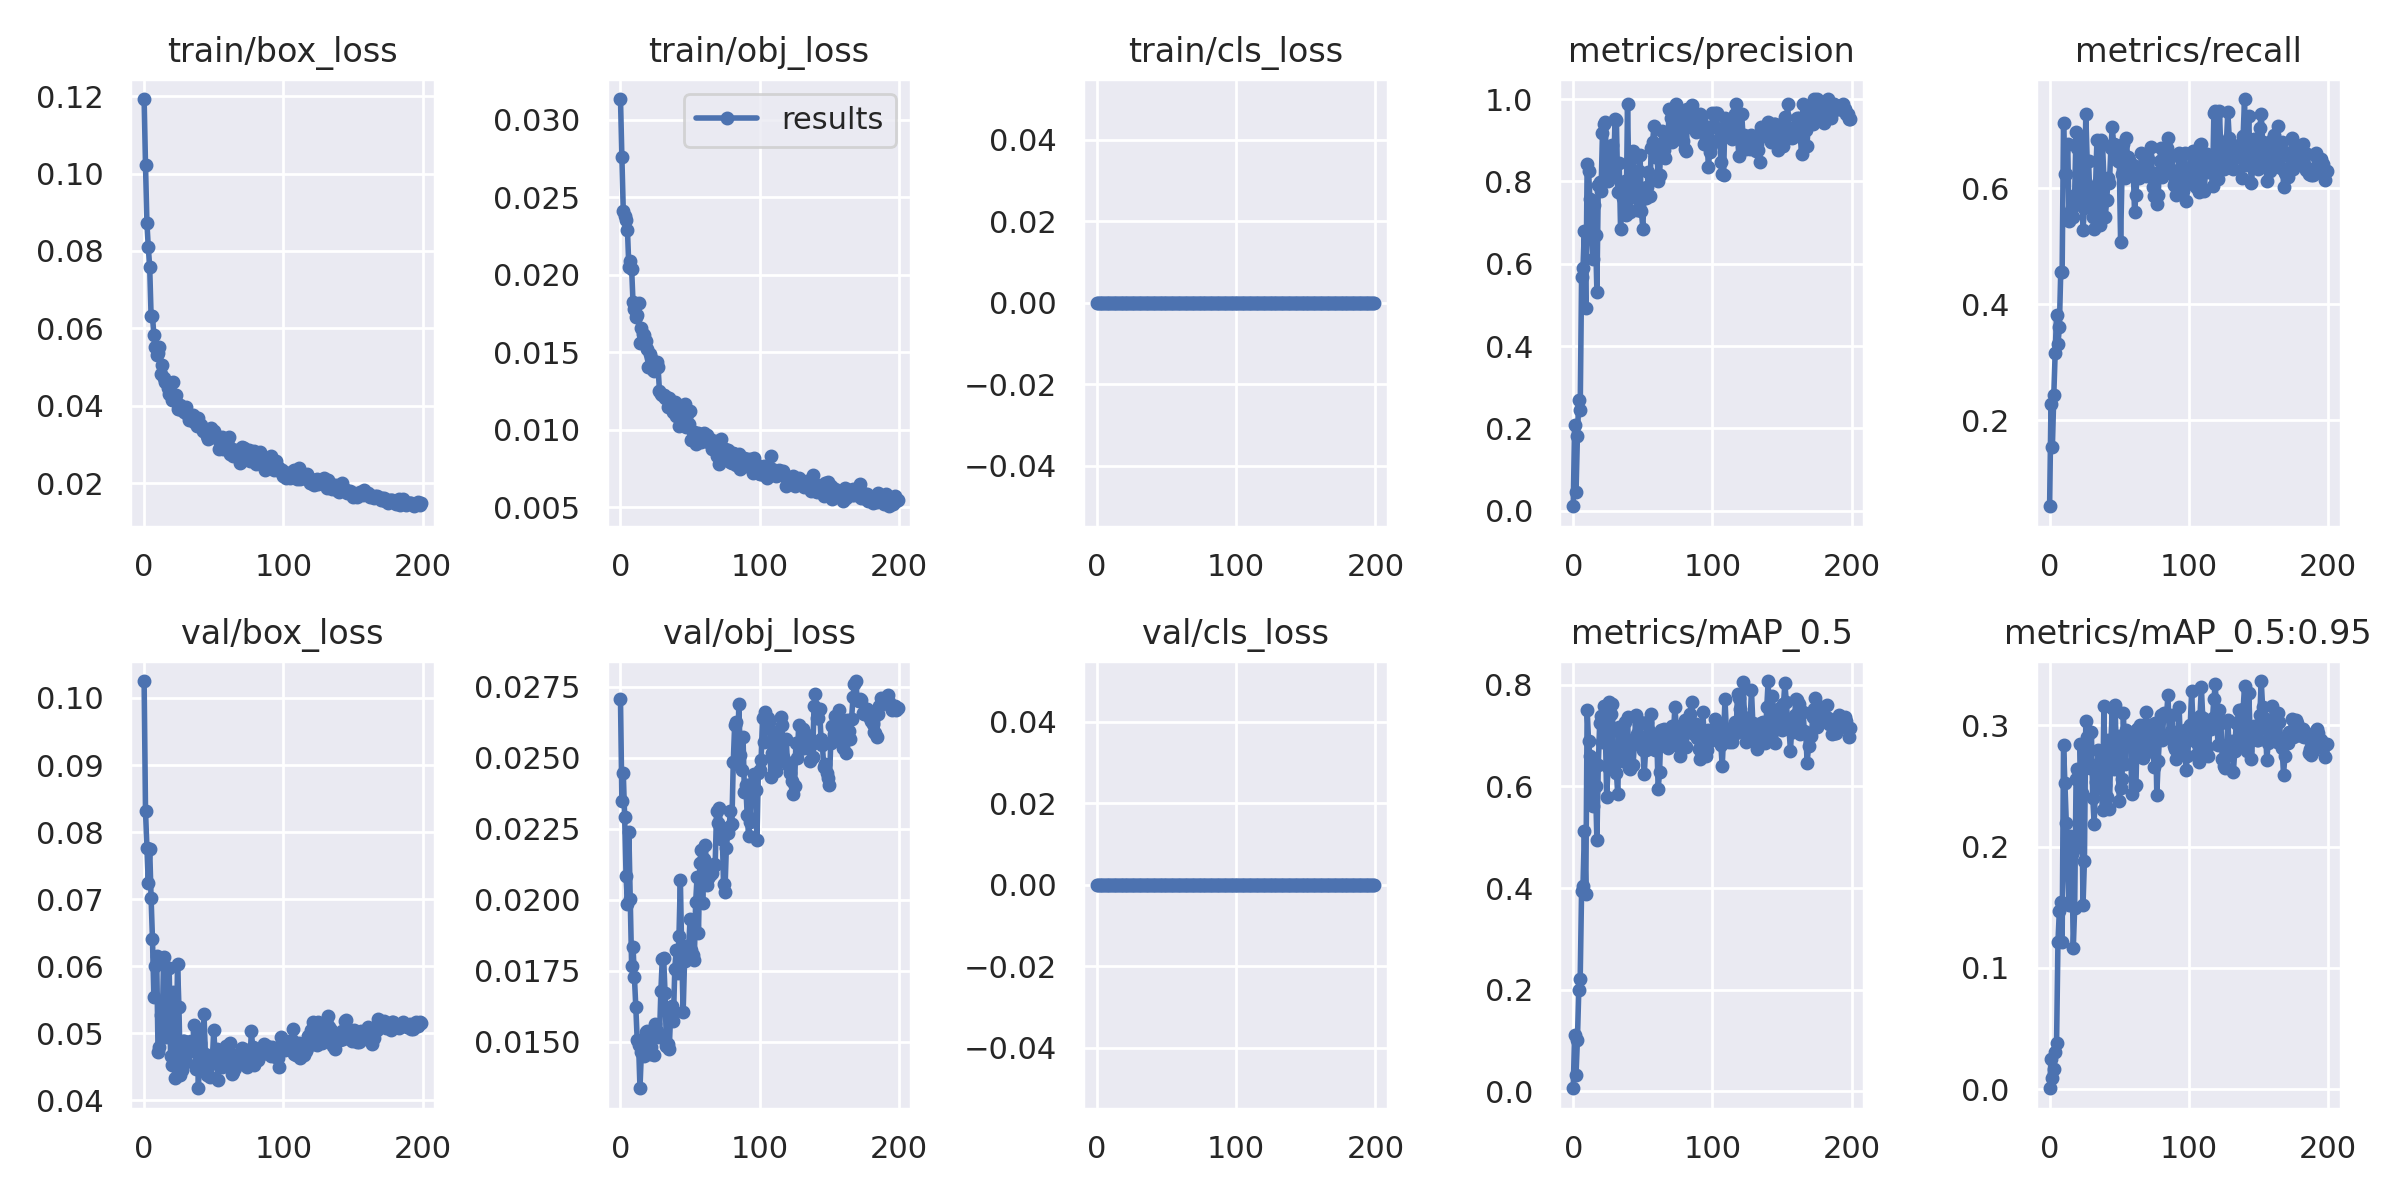 train/box_loss
0.12
0.10
0.08
0.06
0.04
0.02
0 100 200
train/obj_loss
results
0.030
0.025
0.020
0.015
0.010
0.005
0 100 200
train/cls_loss
0.04
0.02
0.00
−0.02
−0.04
0 100 200
metrics/precision
1.0
0.8
0.6
0.4
0.2
0.0
0 100 200
metrics/recall
0.6
0.4
0.2
0 100 200
val/box_loss
0.10
0.09
0.08
0.07
0.06
0.05
0.04
0 100 200
val/obj_loss
0.0275
0.0250
0.0225
0.0200
0.0175
0.0150
0 100 200
val/cls_loss
0.04
0.02
0.00
−0.02
−0.04
0 100 200
metrics/mAP_0.5
0.8
0.6
0.4
0.2
0.0
0 100 200
metrics/mAP_0.5:0.95
0.3
0.2
0.1
0.0
0 100 200